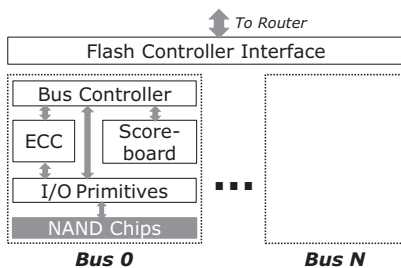 To Router
Flash Controller Interface
Bus Controller
ECC
Score-
board
I/O Primitives
...
NAND Chips
Bus 0
Bus N